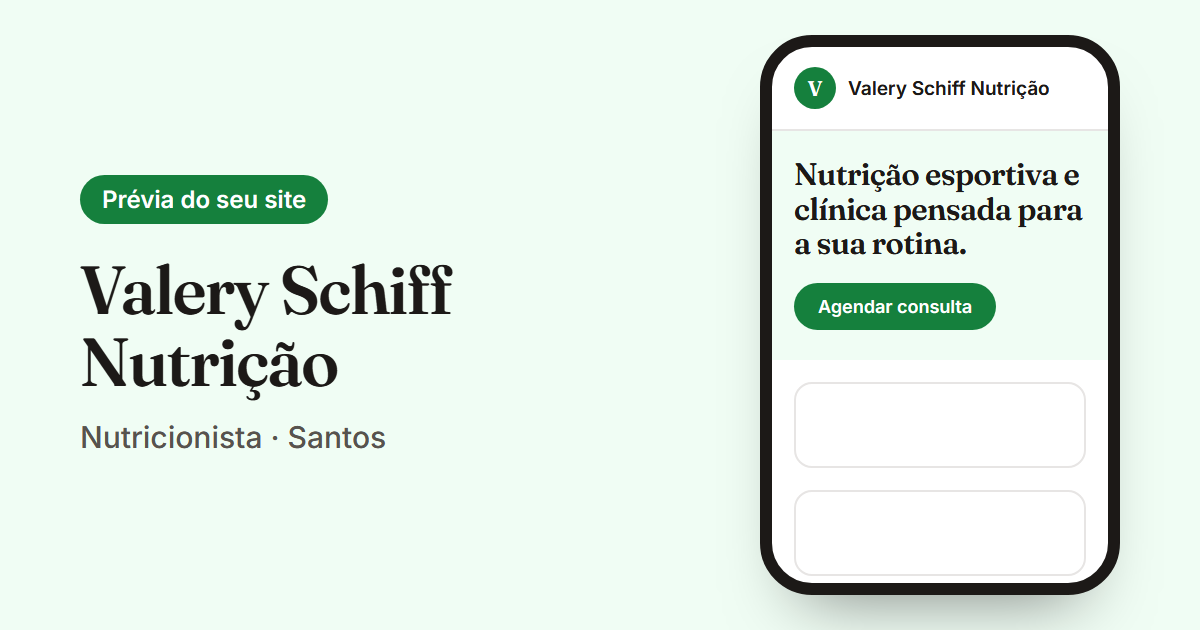 Prévia do seu site
Valery Schiff
Nutrição
Nutricionista · Santos
V
Valery Schiff Nutrição
Nutrição esportiva e
clínica pensada para
a sua rotina.
Agendar consulta